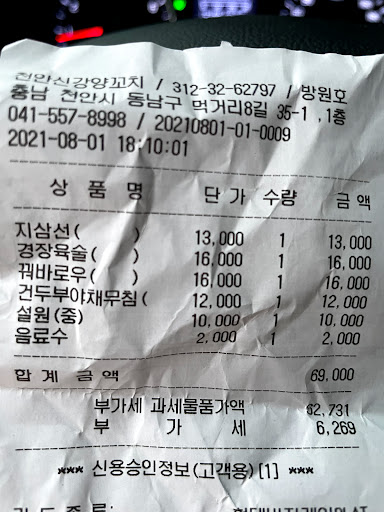 천안신강양꼬치 / 312-32-62797 / 방원호
충남 천안시 동남구 먹거리8길 35-1 ,1층
041-557-8998 / 20210801-01-0009
2021-08-01 18:10:01
상 품 명 단 가 수량 금 액
지삼선( ) 13,000 1 13,000
경장육술( ) 16,000 1 16,000
꿔바로우( ) 16,000 1 16,000
건두부야채무침( 12,000 1 12,000
설원(중) 10,000 1 10,000
음료수 2,000 1 2,000
합 계 금 액 69,000
부가세 과세물품가액 62,731
부 가 세 6,269
*** 신용승인정보(고객용)[1] ***
카드종류: